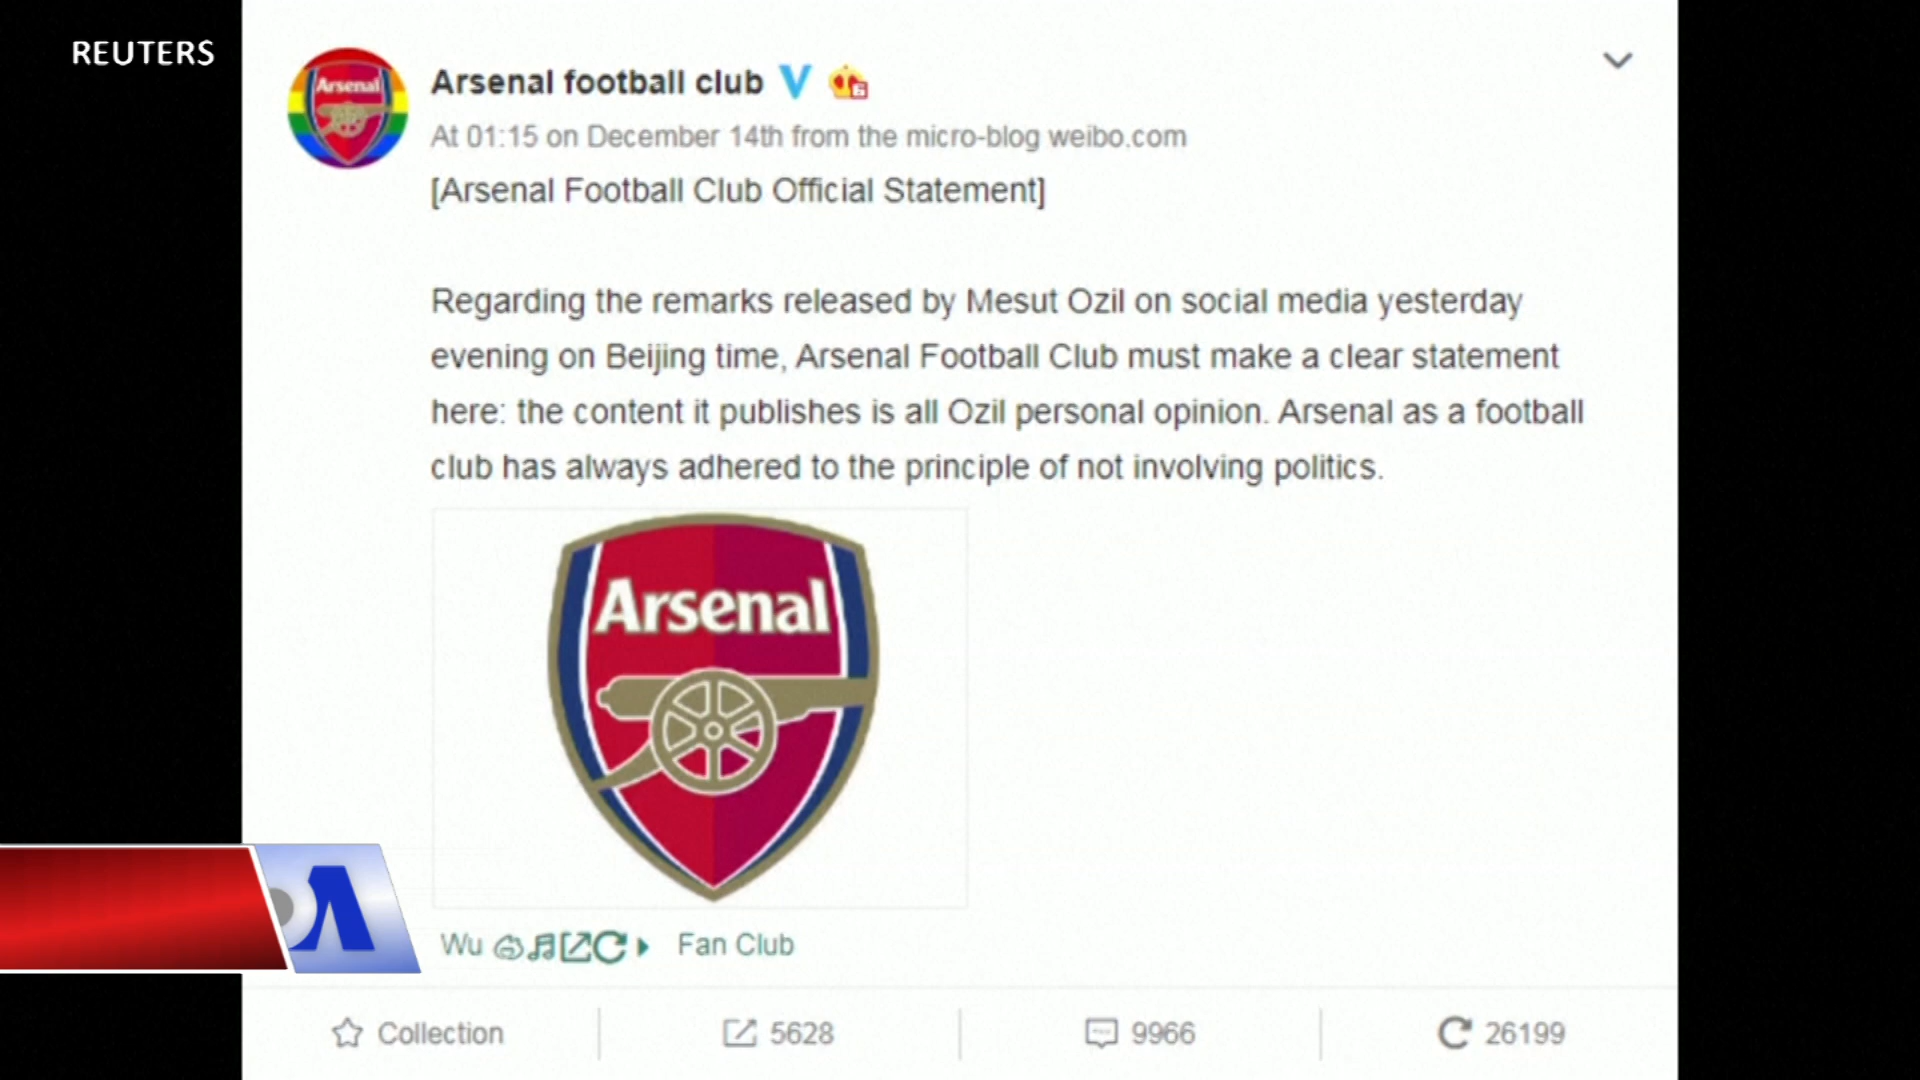 REUTERS
Arsenal
Arsenal football club V
6
At 01:15 on December 14th from the micro-blog weibo.com
[Arsenal Football Club Official Statement]
Regarding the remarks released by Mesut Ozil on social media yesterday
evening on Beijing time, Arsenal Football Club must make a clear statement
here: the content it publishes is all Ozil personal opinion. Arsenal as a football
club has always adhered to the principle of not involving politics.
Arsenal
Wu Fan Club
Collection 5628 9966 26199